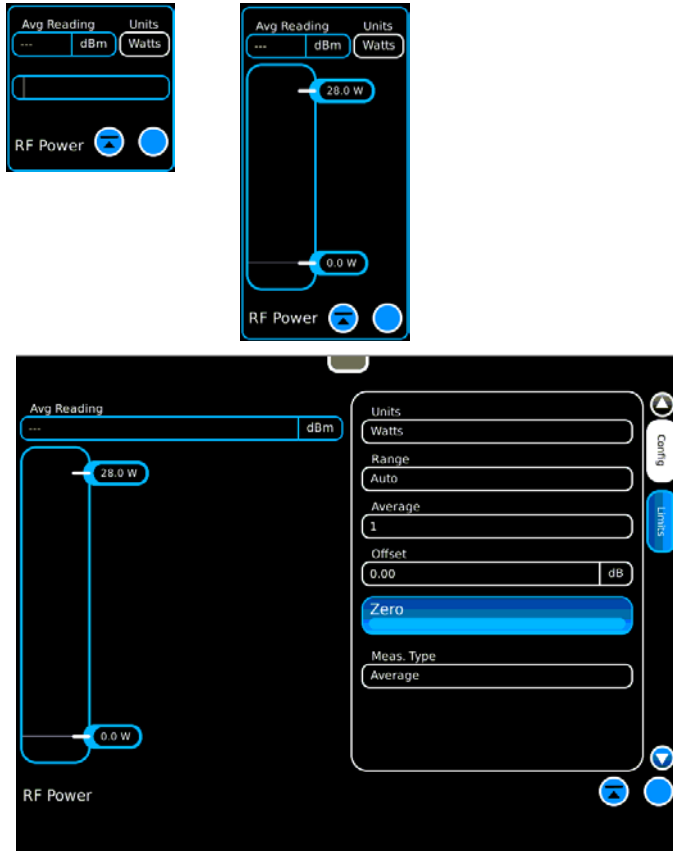 Avg Reading Units
--- dBm Watts
RF Power
Avg Reading Units
--- dBm Watts
28.0 W
0.0 W
RF Power
Avg Reading
--- dBm
28.0 W
0.0 W
RF Power
Units
Watts
Range
Auto
Average
1
Offset
0.00 dB
Zero
Meas. Type
Average
Config
Limits